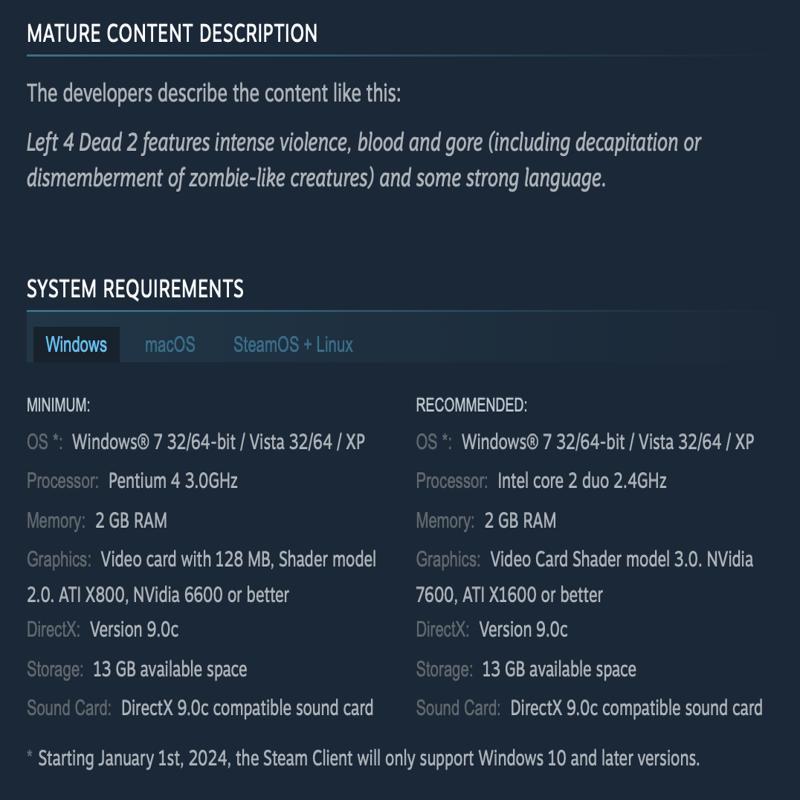 MATURE CONTENT DESCRIPTION
The developers describe the content like this:
Left 4 Dead 2 features intense violence, blood and gore (including decapitation or
dismemberment of zombie-like creatures) and some strong language.
SYSTEM REQUIREMENTS
Windows macOS SteamOS + Linux
MINIMUM:
OS *: Windows® 7 32/64-bit / Vista 32/64 / XP
Processor: Pentium 4 3.0GHz
Memory: 2 GB RAM
Graphics: Video card with 128 MB, Shader model
2.0. ATI X800, NVidia 6600 or better
DirectX: Version 9.0c
Storage: 13 GB available space
Sound Card: DirectX 9.0c compatible sound card
RECOMMENDED:
OS *: Windows® 7 32/64-bit / Vista 32/64 / XP
Processor: Intel core 2 duo 2.4GHz
Memory: 2 GB RAM
Graphics: Video Card Shader model 3.0. NVidia
7600, ATI X1600 or better
DirectX: Version 9.0c
Storage: 13 GB available space
Sound Card: DirectX 9.0c compatible sound card
* Starting January 1st, 2024, the Steam Client will only support Windows 10 and later versions.